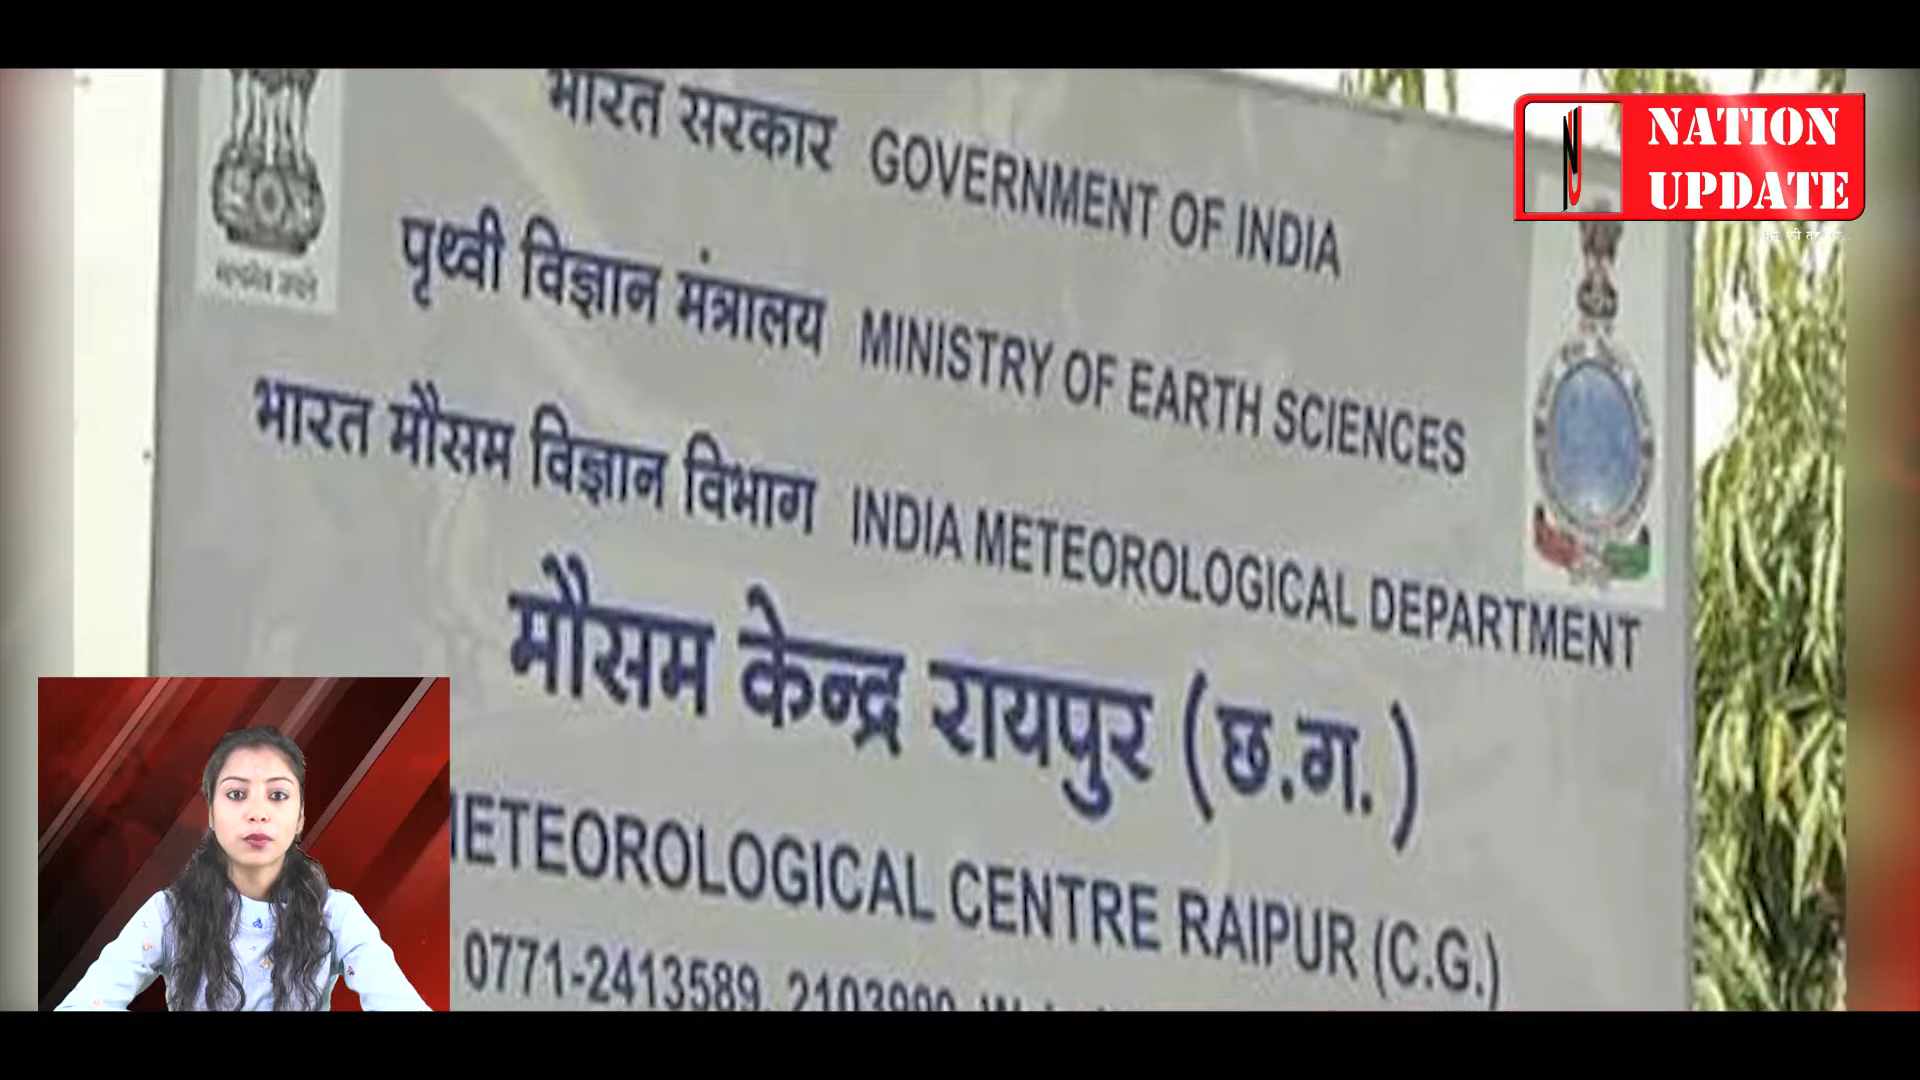 भारत सरकार GOVERNMENT OF INDIA
पृथ्वी विज्ञान मंत्रालय MINISTRY OF EARTH SCIENCES
भारत मौसम विज्ञान विभाग INDIA METEOROLOGICAL DEPARTMENT
मौसम केन्द्र रायपुर (छ.ग.)
METEOROLOGICAL CENTRE RAIPUR (C.G.)
0771-2413589,
NATION
UPDATE